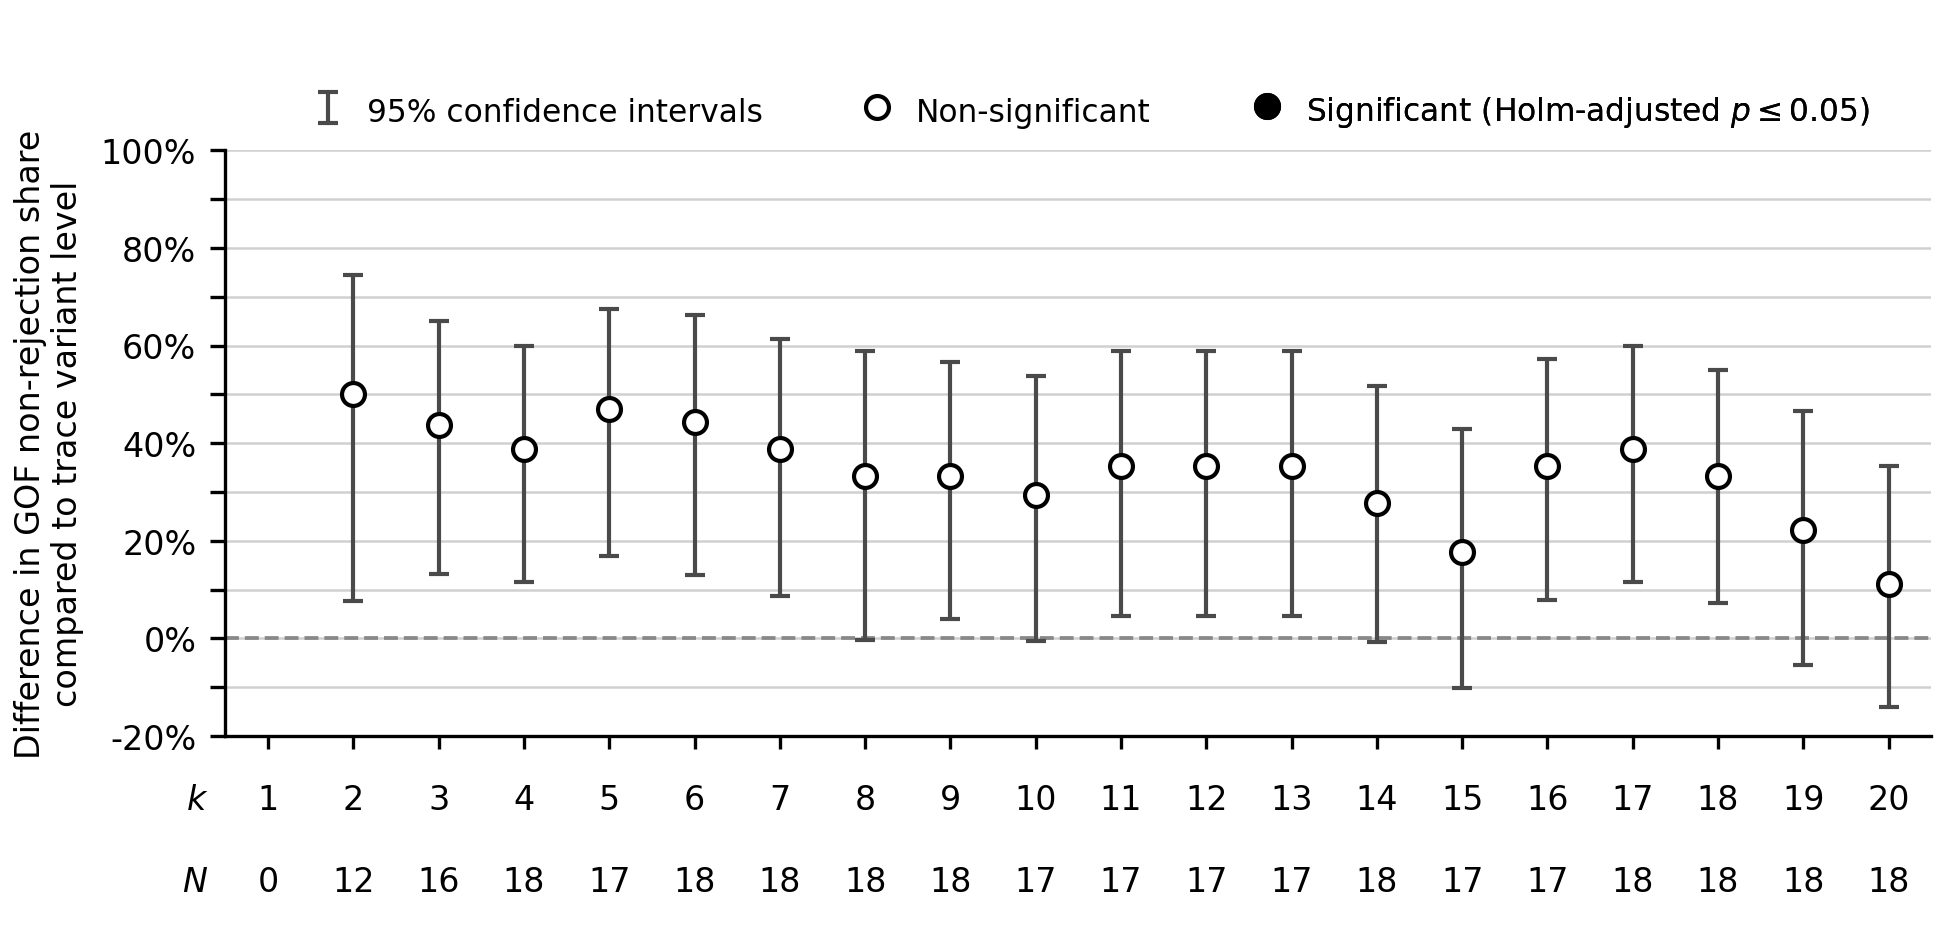 95% confidence intervals Non-significant Significant (Holm-adjusted p ≤ 0.05)
Difference in GOF non-rejection share
compared to trace variant level
100%
80%
60%
40%
20%
0%
-20%
k 1 2 3 4 5 6 7 8 9 10 11 12 13 14 15 16 17 18 19 20
N 0 12 16 18 17 18 18 18 18 17 17 17 17 18 17 17 18 18 18 18